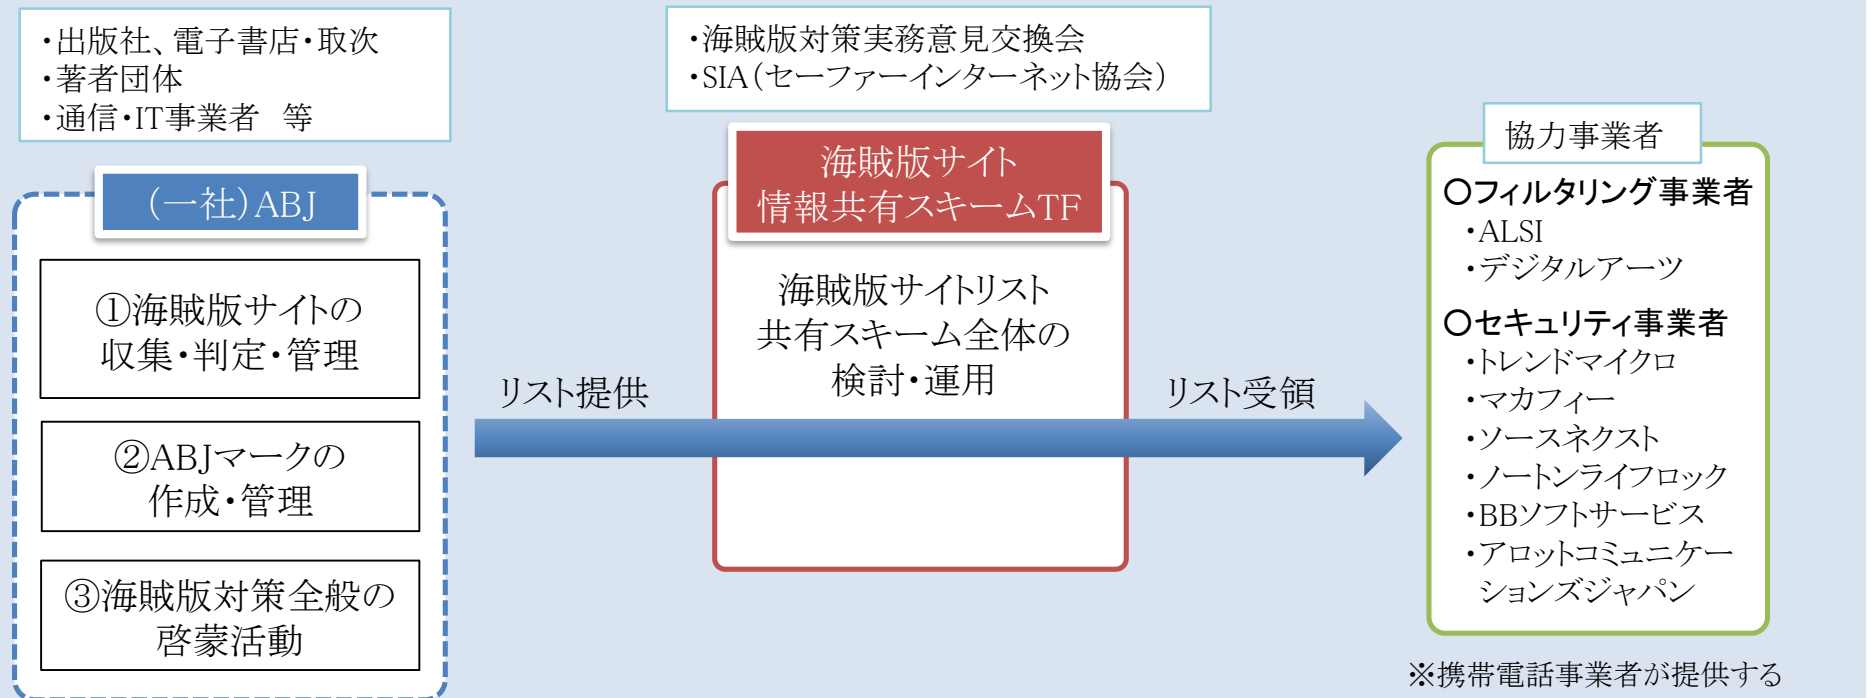 ・出版社、電子書店・取次
・著者団体
・通信・IT事業者　等
(一社)ABJ
①海賊版サイトの
収集・判定・管理
②ABJマークの
作成・管理
③海賊版対策全般の
啓蒙活動
リスト提供
・海賊版対策実務意見交換会
・SIA(セーファーインターネット協会)
海賊版サイト
情報共有スキームTF
海賊版サイトリスト
共有スキーム全体の
検討・運用
リスト受領
協力事業者
○フィルタリング事業者
・ALSI
・デジタルアーツ
○セキュリティ事業者
・トレンドマイクロ
・マカフィー
・ソースネクスト
・ノートンライフロック
・BBソフトサービス
・アロットコミュニケー
ションズジャパン
※携帯電話事業者が提供する